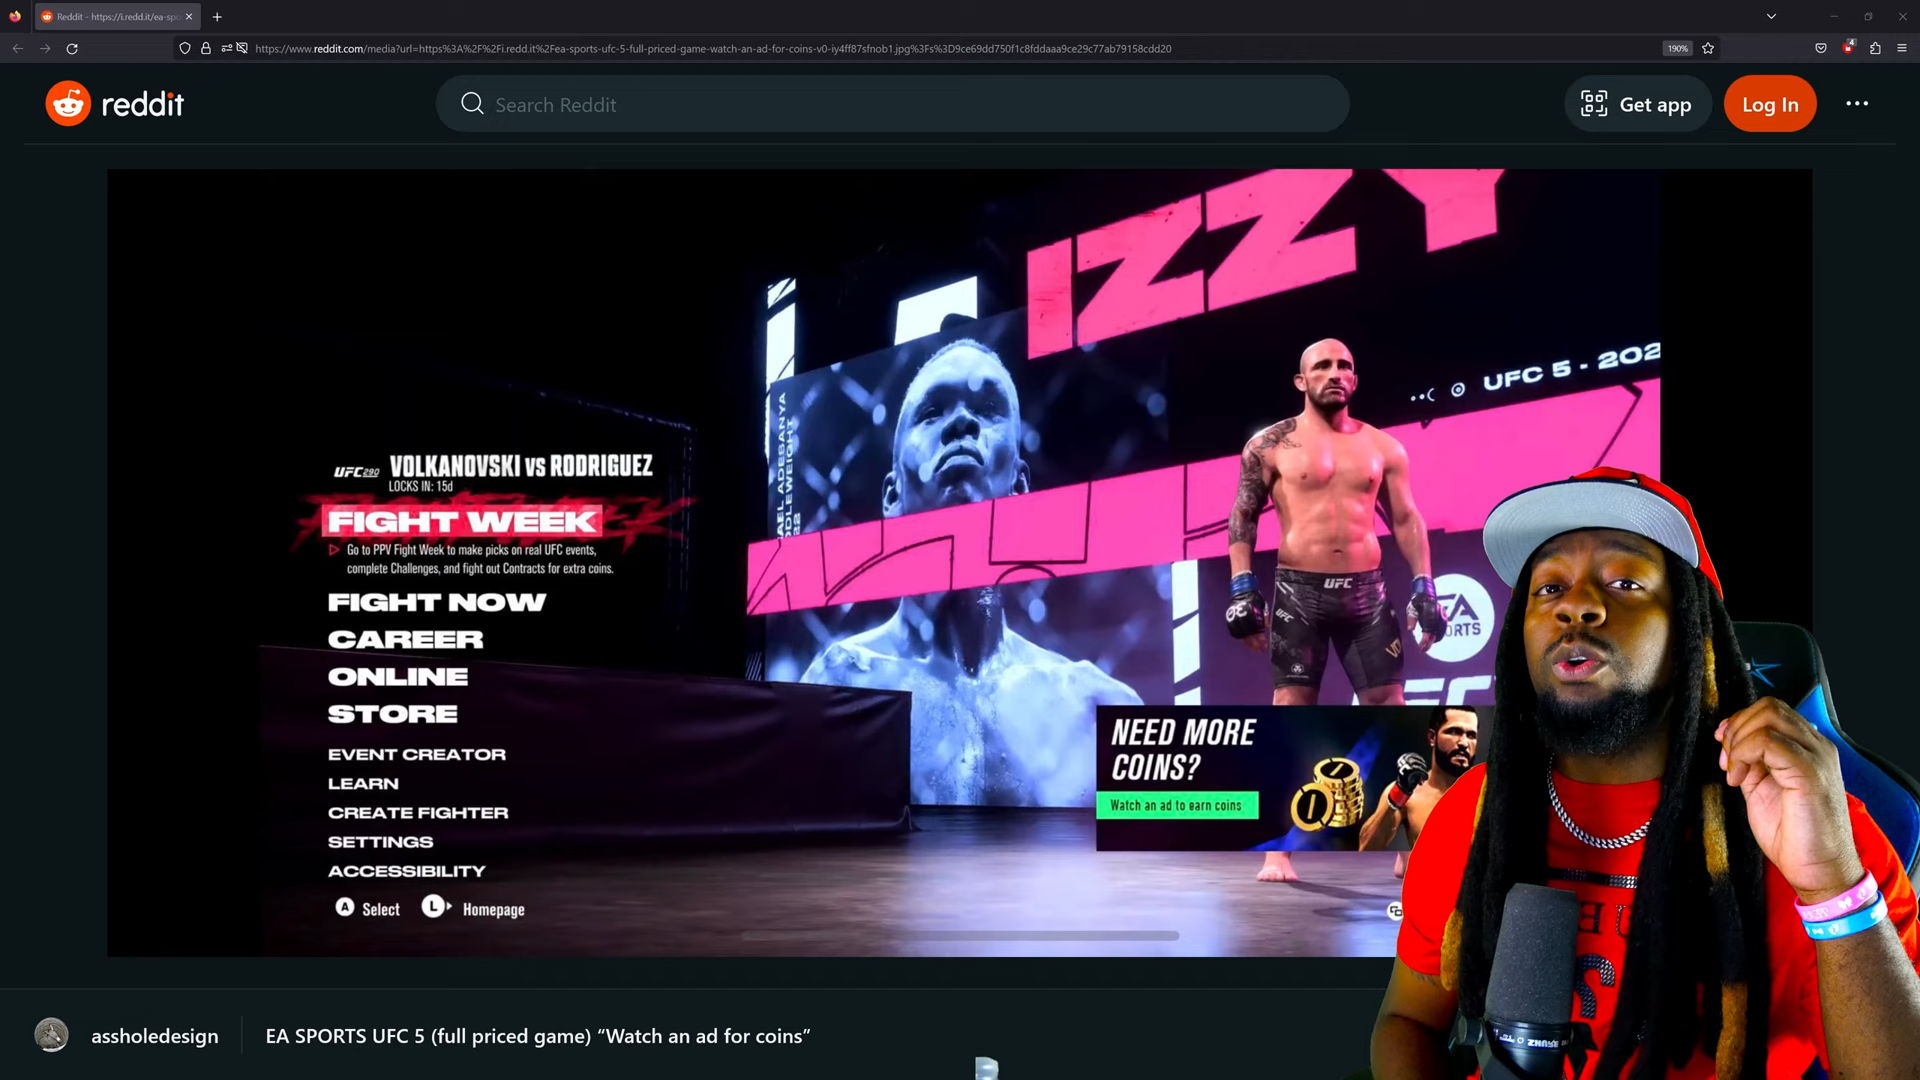 Reddit - https://i.redd.it/ea-spo
https://www.reddit.com/media?url=https%3A%2F%2Fi.redd.it%2Fea-sports-ufc-5-full-priced-game-watch-an-ad-for-coins-v0-iy4ff87sfnob1.jpg%3Fs%3D9ce69dd750f1c8fddaaa9ce29c77ab79158cdd20
190%
4
reddit
Search Reddit
Get app
Log In
IZZY
UFC 5 - 202
UFC 290 VOLKANOVSKI vs RODRIGUEZ
LOCKS IN: 15d
FIGHT WEEK
Go to PPV Fight Week to make picks on real UFC events,
complete Challenges, and fight out Contracts for extra coins.
FIGHT NOW
CAREER
ONLINE
STORE
EVENT CREATOR
LEARN
CREATE FIGHTER
SETTINGS
ACCESSIBILITY
A Select L Homepage
UFC
UFC
NEED MORE
COINS?
Watch an ad to earn coins
assholedesign
EA SPORTS UFC 5 (full priced game) “Watch an ad for coins”